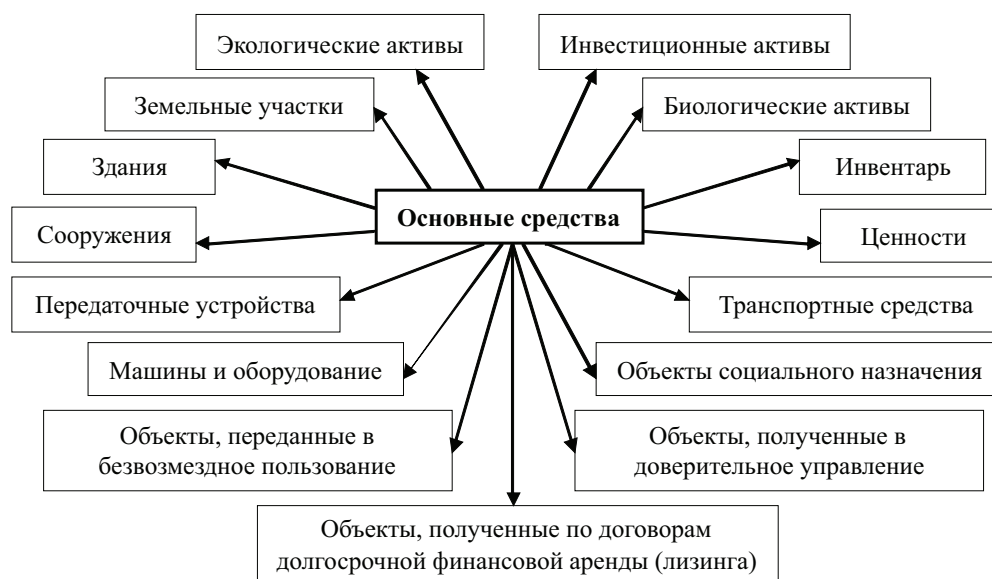 Экологические активы
Инвестиционные активы
Земельные участки
Биологические активы
Здания
Инвентарь
Основные средства
Сооружения
Ценности
Передаточные устройства
Транспортные средства
Машины и оборудование
Объекты социального назначения
Объекты, переданные в
безвозмездное пользование
Объекты, полученные в
доверительное управление
Объекты, полученные по договорам
долгосрочной финансовой аренды (лизинга)